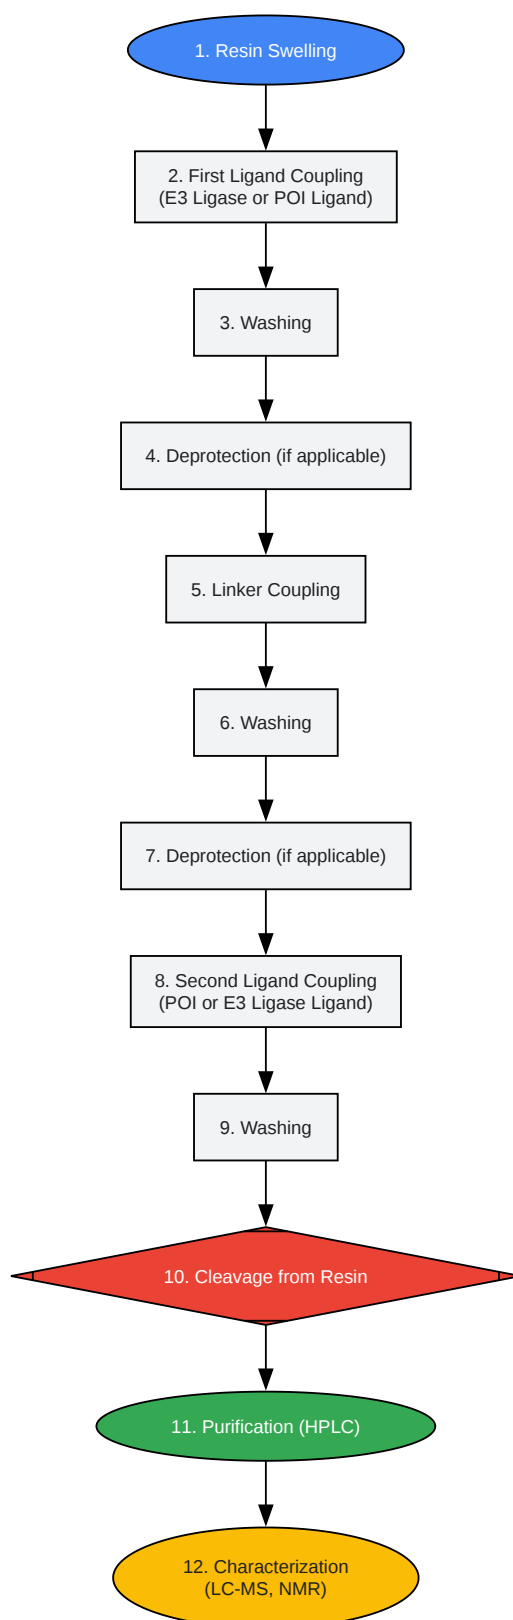 1. Resin Swelling
2. First Ligand Coupling
(E3 Ligase or POI Ligand)
3. Washing
4. Deprotection (if applicable)
5. Linker Coupling
6. Washing
7. Deprotection (if applicable)
8. Second Ligand Coupling
(POI or E3 Ligase Ligand)
9. Washing
10. Cleavage from Resin
11. Purification (HPLC)
12. Characterization
(LC-MS, NMR)